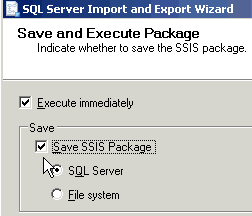 SQL Server Import and Export Wizard
Save and Execute Package
Indicate whether to save the SSIS package.
Execute immediately
Save
Save SSIS Package
SQL Server
File system